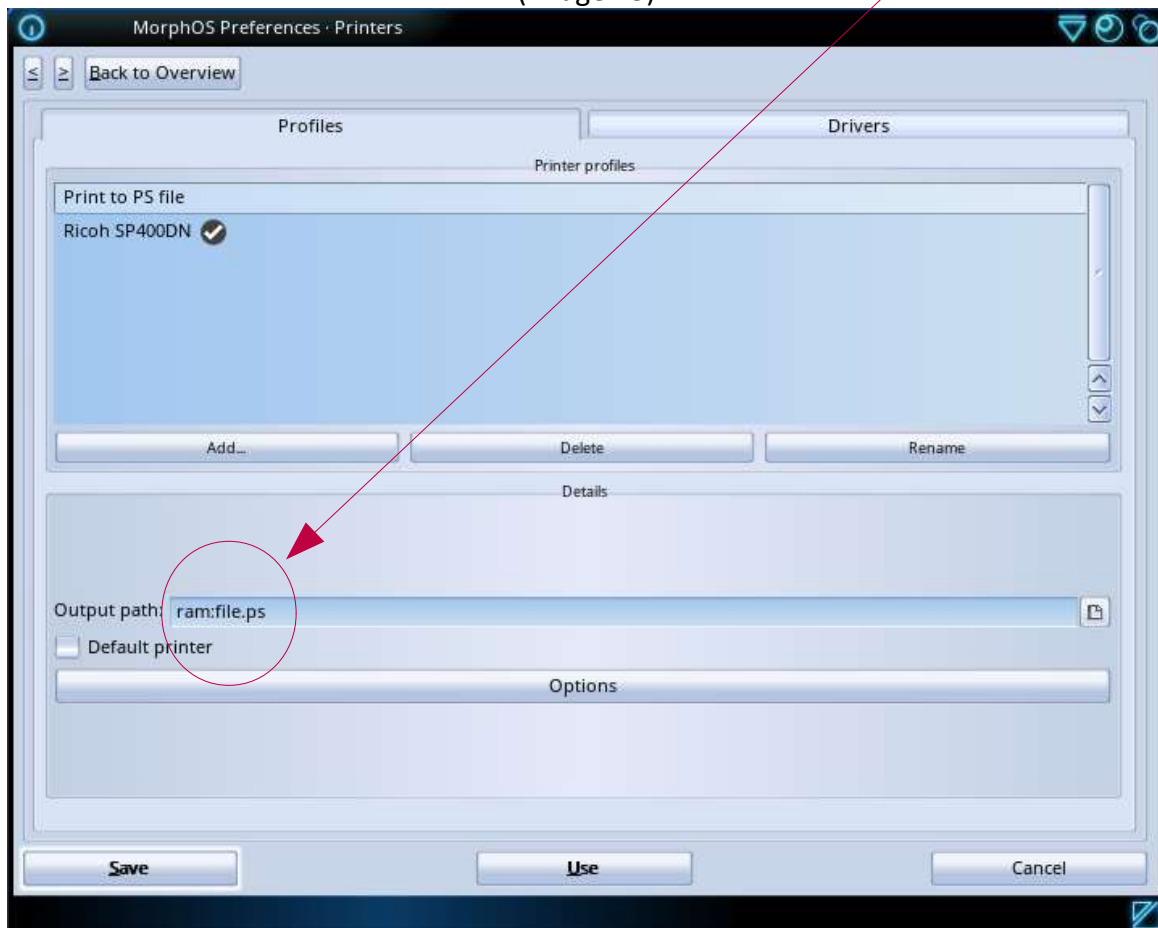 MorphOS Preferences · Printers
≤ ≥ Back to Overview
Profiles Drivers
Printer profiles
Print to PS file
Ricoh SP400DN
Add... Delete Rename
Details
Output path: ram:file.ps
Default printer
Options
Save Use Cancel